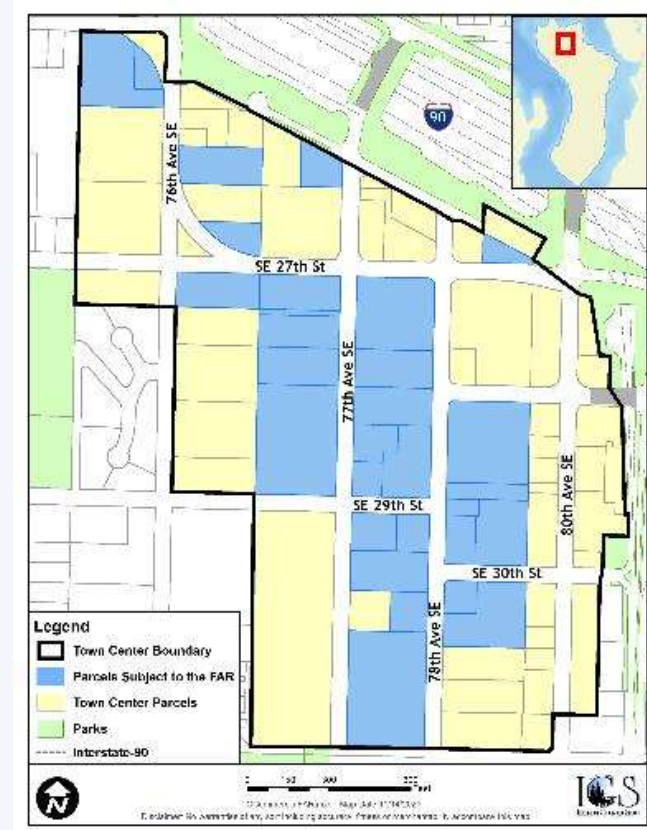 90
76th Ave SE
SE 27th St
77th Ave SE
SE 29th St
80th Ave SE
SE 30th St
78th Ave SE
Legend
Town Center Boundary
Parcels Subject to the FAR
Town Center Parcels
Parks
Interstate-90
N
0
Feet